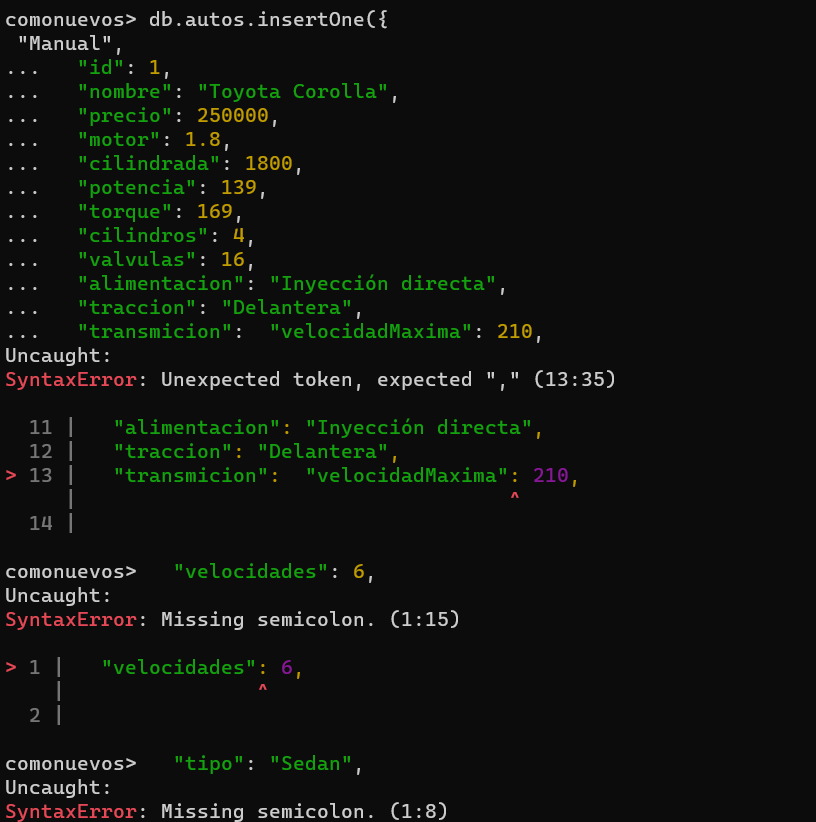 comonuevos> db.autos.insertOne({
 "Manual",
...   "id": 1,
...   "nombre": "Toyota Corolla",
...   "precio": 250000,
...   "motor": 1.8,
...   "cilindrada": 1800,
...   "potencia": 139,
...   "torque": 169,
...   "cilindros": 4,
...   "valvulas": 16,
...   "alimentacion": "Inyección directa",
...   "traccion": "Delantera",
...   "transmicion":  "velocidadMaxima": 210,
Uncaught:
SyntaxError: Unexpected token, expected "," (13:35)
  11 |   "alimentacion": "Inyección directa",
  12 |   "traccion": "Delantera",
> 13 |   "transmicion":  "velocidadMaxima": 210,
     |                                    ^
  14 |
comonuevos>   "velocidades": 6,
Uncaught:
SyntaxError: Missing semicolon. (1:15)
> 1 |   "velocidades": 6,
    |                ^
  2 |
comonuevos>   "tipo": "Sedan",
Uncaught:
SyntaxError: Missing semicolon. (1:8)